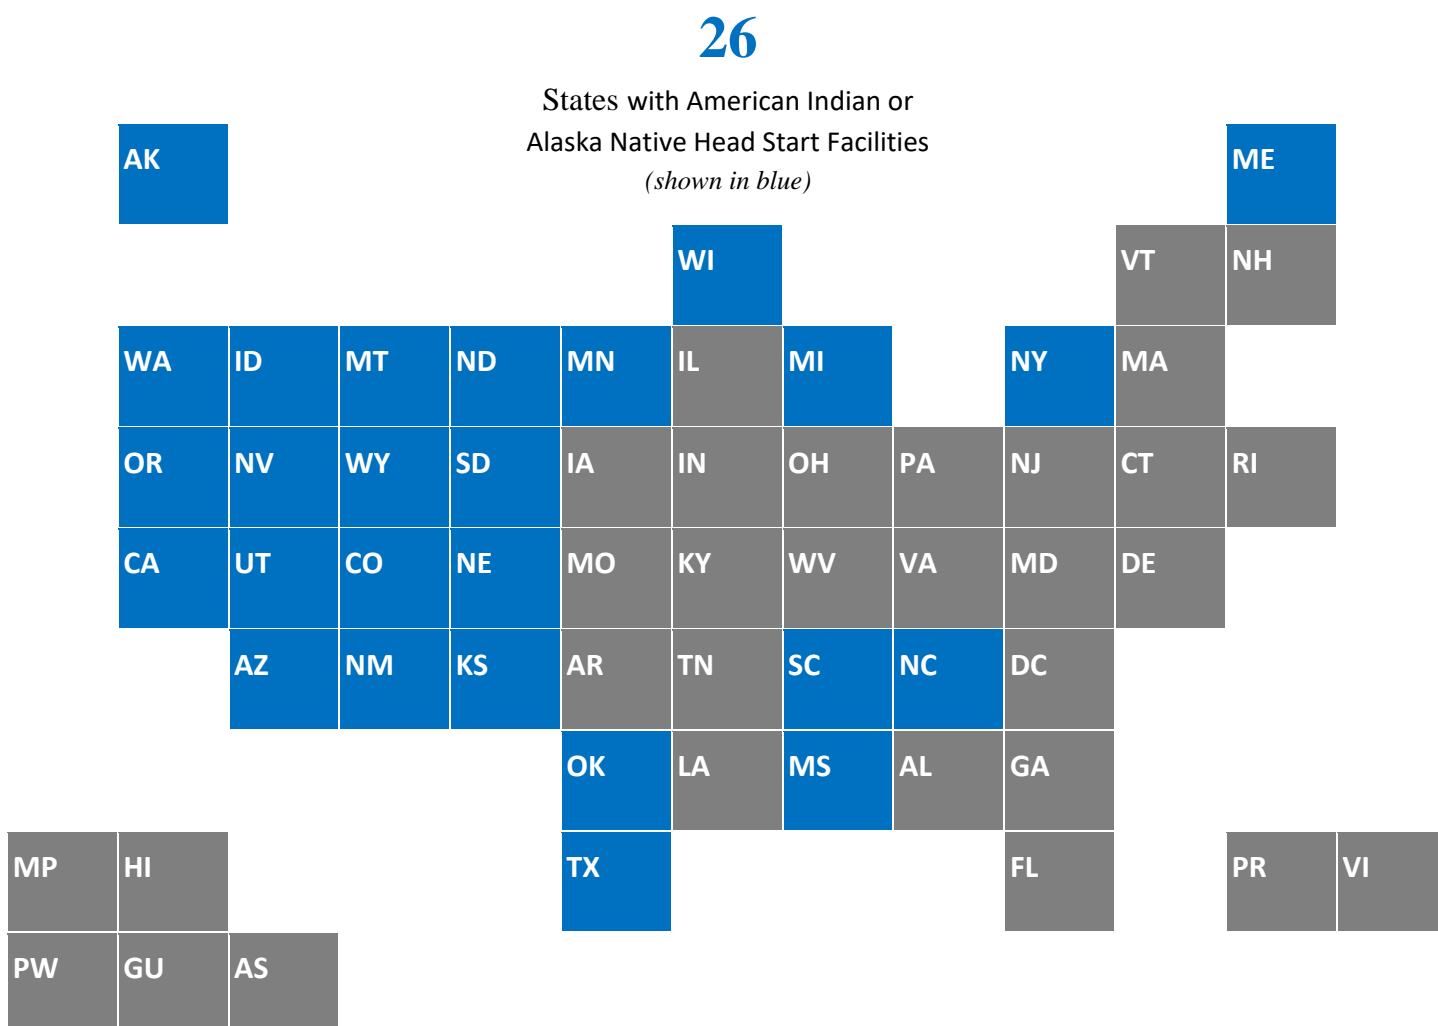 26
States with American Indian or
Alaska Native Head Start Facilities
(shown in blue)
AK ME
WI VT NH
WA ID MT ND MN IL MI NY MA
OR NV WY SD IA IN OH PA NJ CT RI
CA UT CO NE MO KY WV VA MD DE
AZ NM KS AR TN SC NC DC
OK LA MS AL GA
MP HI TX FL PR VI
PW GU AS